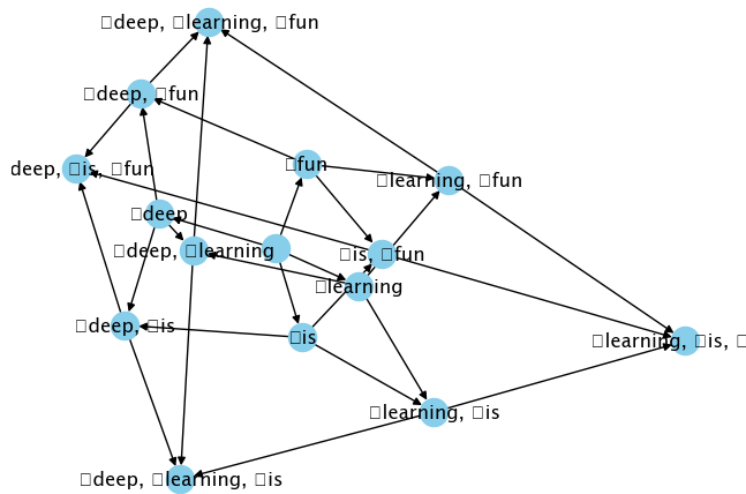 □deep, □learning, □fun
□deep, □fun
deep, □is, □fun
□fun
□learning, □fun
□deep
□deep, □learning
□is, □fun
□learning
□deep, □is
□is
□learning, □is, □
□learning, □is
□deep, □learning, □is